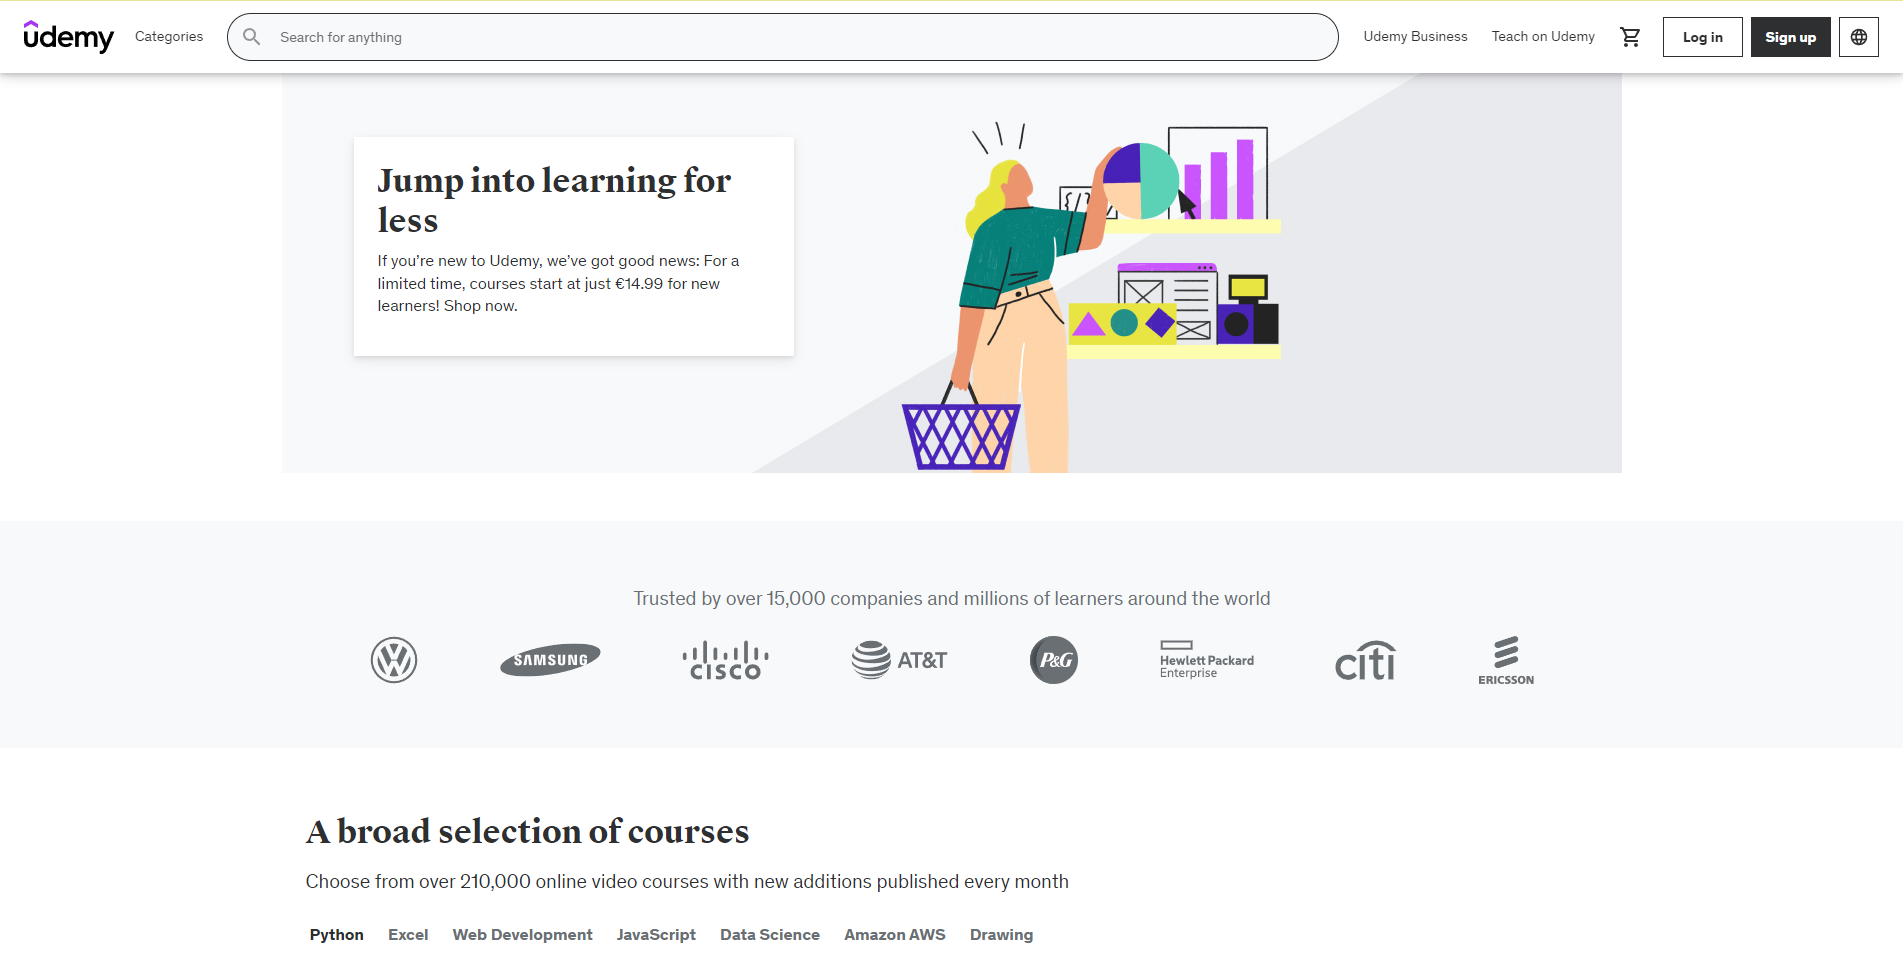 udemy
Categories
Search for anything
Udemy Business
Teach on Udemy
Log in
Sign up
Jump into learning for
less
If you’re new to Udemy, we’ve got good news: For a
limited time, courses start at just €14.99 for new
learners! Shop now.
{/
Trusted by over 15,000 companies and millions of learners around the world
SAMSUNG
CISCO
AT&T
P&G
Hewlett Packard
Enterprise
citi
ERICSSON
A broad selection of courses
Choose from over 210,000 online video courses with new additions published every month
Python
Excel
Web Development
JavaScript
Data Science
Amazon AWS
Drawing